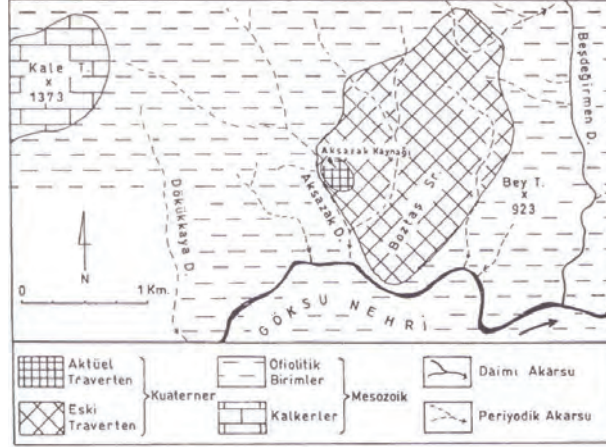 Kale T.
x
1373
Aksazak Kaynağı
Aksazak D.
Boztaş Sr.
Dökükkaya D.
Beşdeğirmen D.
Bey T.
x
923
N
0 1 Km.
GÖKSU NEHRİ
Aktüel
Traverten
Eski
Traverten
Kuaterner
Ofiolitik
Birimler
Kalkerler
Mesozoik
Daimi Akarsu
Periyodik Akarsu